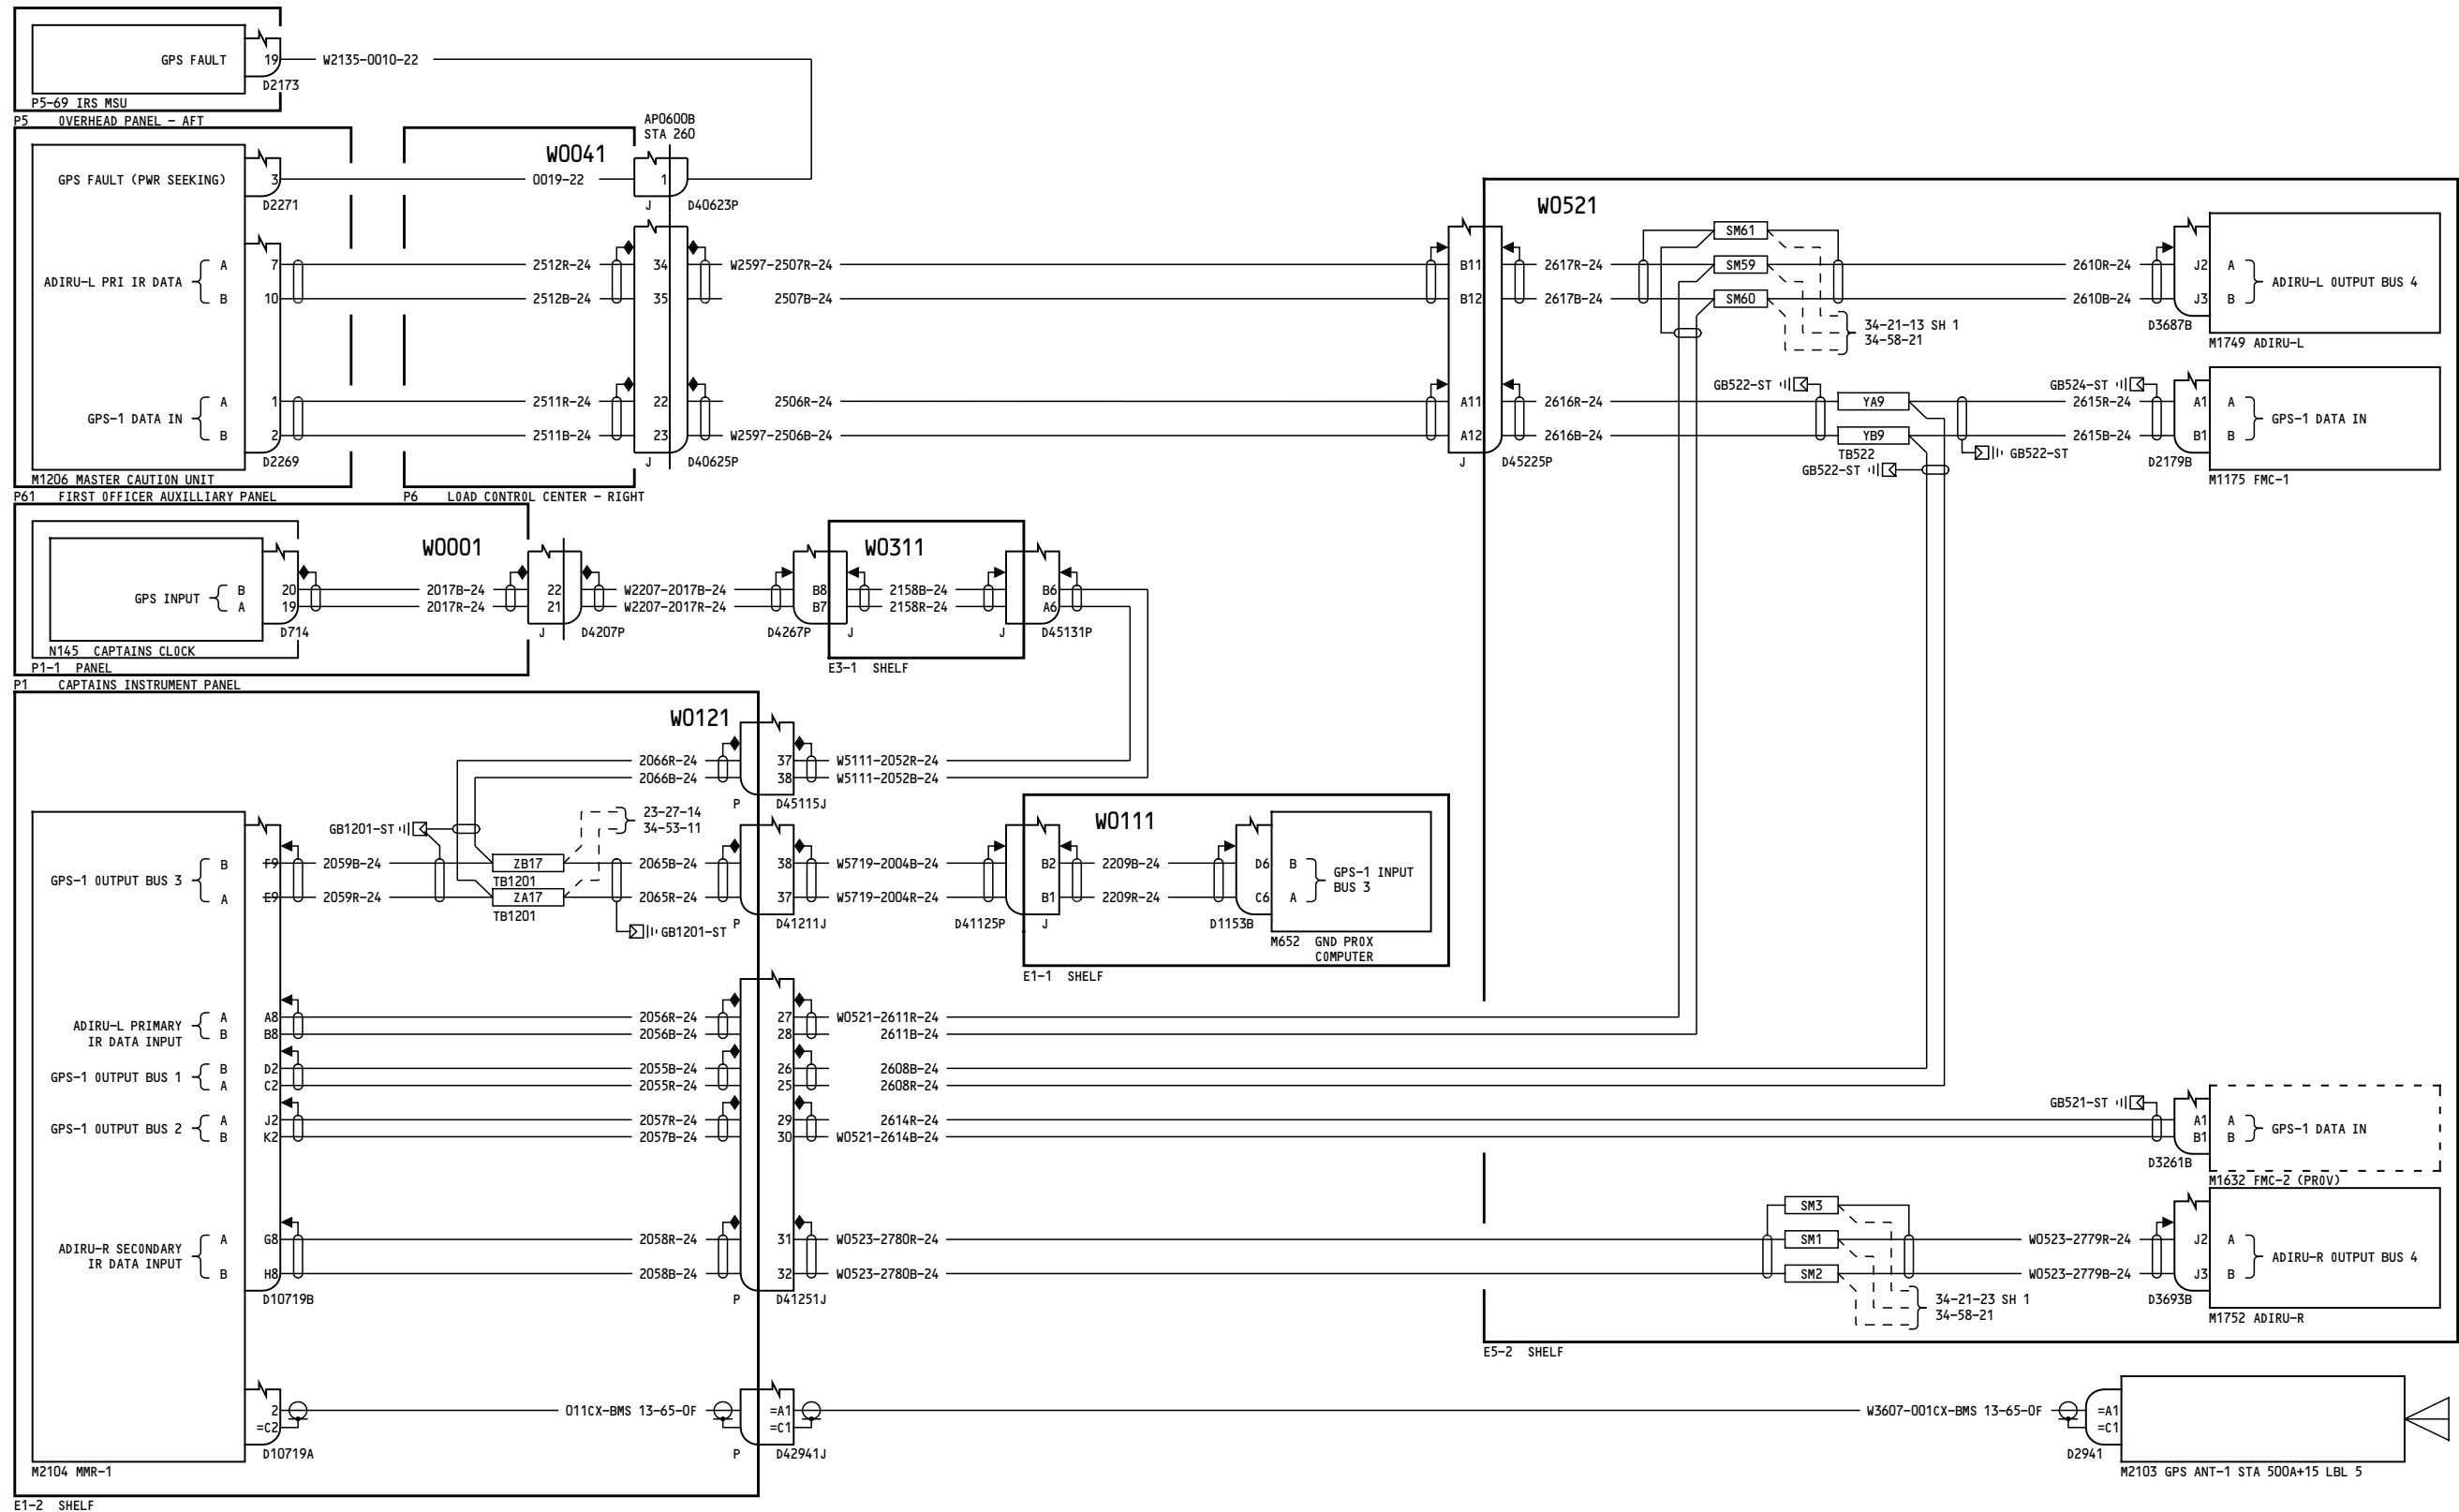 GPS FAULT
19
W2135-0010-22
D2173
P5-69 IRS MSU
P5 OVERHEAD PANEL - AFT
AP0600B
STA 260
W0041
GPS FAULT (PWR SEEKING)
3
0019-22
1
D2271
J
D40623P
W0521
SM61
ADIRU-L PRI IR DATA
A
7
2512R-24
34
W2597-2507R-24
B11
2617R-24
SM59
2610R-24
J2
A
B
10
2512B-24
35
2507B-24
B12
2617B-24
SM60
2610B-24
J3
B
ADIRU-L OUTPUT BUS 4
34-21-13 SH 1
34-58-21
D3687B
M1749 ADIRU-L
GB522-ST
GB524-ST
GPS-1 DATA IN
A
1
2511R-24
22
2506R-24
A11
2616R-24
YA9
2615R-24
A1
A
B
2
2511B-24
23
W2597-2506B-24
A12
2616B-24
YB9
2615B-24
B1
B
GPS-1 DATA IN
TB522
GB522-ST
GB522-ST
D2269
J
D40625P
J
D45225P
D2179B
M1175 FMC-1
M1206 MASTER CAUTION UNIT
P61 FIRST OFFICER AUXILLIARY PANEL
P6 LOAD CONTROL CENTER - RIGHT
W0001
W0311
GPS INPUT
B
20
2017B-24
22
W2207-2017B-24
B8
2158B-24
B6
A
19
2017R-24
21
W2207-2017R-24
B7
2158R-24
A6
D714
J
D4207P
D4267P
J
J
D45131P
N145 CAPTAINS CLOCK
P1-1 PANEL
E3-1 SHELF
P1 CAPTAINS INSTRUMENT PANEL
W0121
2066R-24
37
W5111-2052R-24
2066B-24
38
W5111-2052B-24
P
D45115J
23-27-14
34-53-11
W0111
GB1201-ST
GPS-1 OUTPUT BUS 3
B
F9
2059B-24
ZB17
2065B-24
38
W5719-2004B-24
B2
2209B-24
D6
B
TB1201
A
E9
2059R-24
ZA17
2065R-24
37
W5719-2004R-24
B1
2209R-24
C6
A
GPS-1 INPUT
BUS 3
TB1201
GB1201-ST
P
D41211J
D41125P
J
D1153B
M652 GND PROX
COMPUTER
E1-1 SHELF
ADIRU-L PRIMARY
IR DATA INPUT
A
A8
2056R-24
27
W0521-2611R-24
B
B8
2056B-24
28
2611B-24
GPS-1 OUTPUT BUS 1
B
D2
2055B-24
26
2608B-24
A
C2
2055R-24
25
2608R-24
GPS-1 OUTPUT BUS 2
A
J2
2057R-24
29
2614R-24
B
K2
2057B-24
30
W0521-2614B-24
GB521-ST
A1
A
B1
B
GPS-1 DATA IN
D3261B
M1632 FMC-2 (PROV)
SM3
ADIRU-R SECONDARY
IR DATA INPUT
A
G8
2058R-24
31
W0523-2780R-24
SM1
W0523-2779R-24
J2
A
B
H8
2058B-24
32
W0523-2780B-24
SM2
W0523-2779B-24
J3
B
ADIRU-R OUTPUT BUS 4
D10719B
P
D41251J
34-21-23 SH 1
34-58-21
D3693B
M1752 ADIRU-R
E5-2 SHELF
2
011CX-BMS 13-65-0F
=A1
W3607-001CX-BMS 13-65-0F
=A1
=C2
=C1
=C1
D10719A
P
D42941J
D2941
M2104 MMR-1
M2103 GPS ANT-1 STA 500A+15 LBL 5
E1-2 SHELF